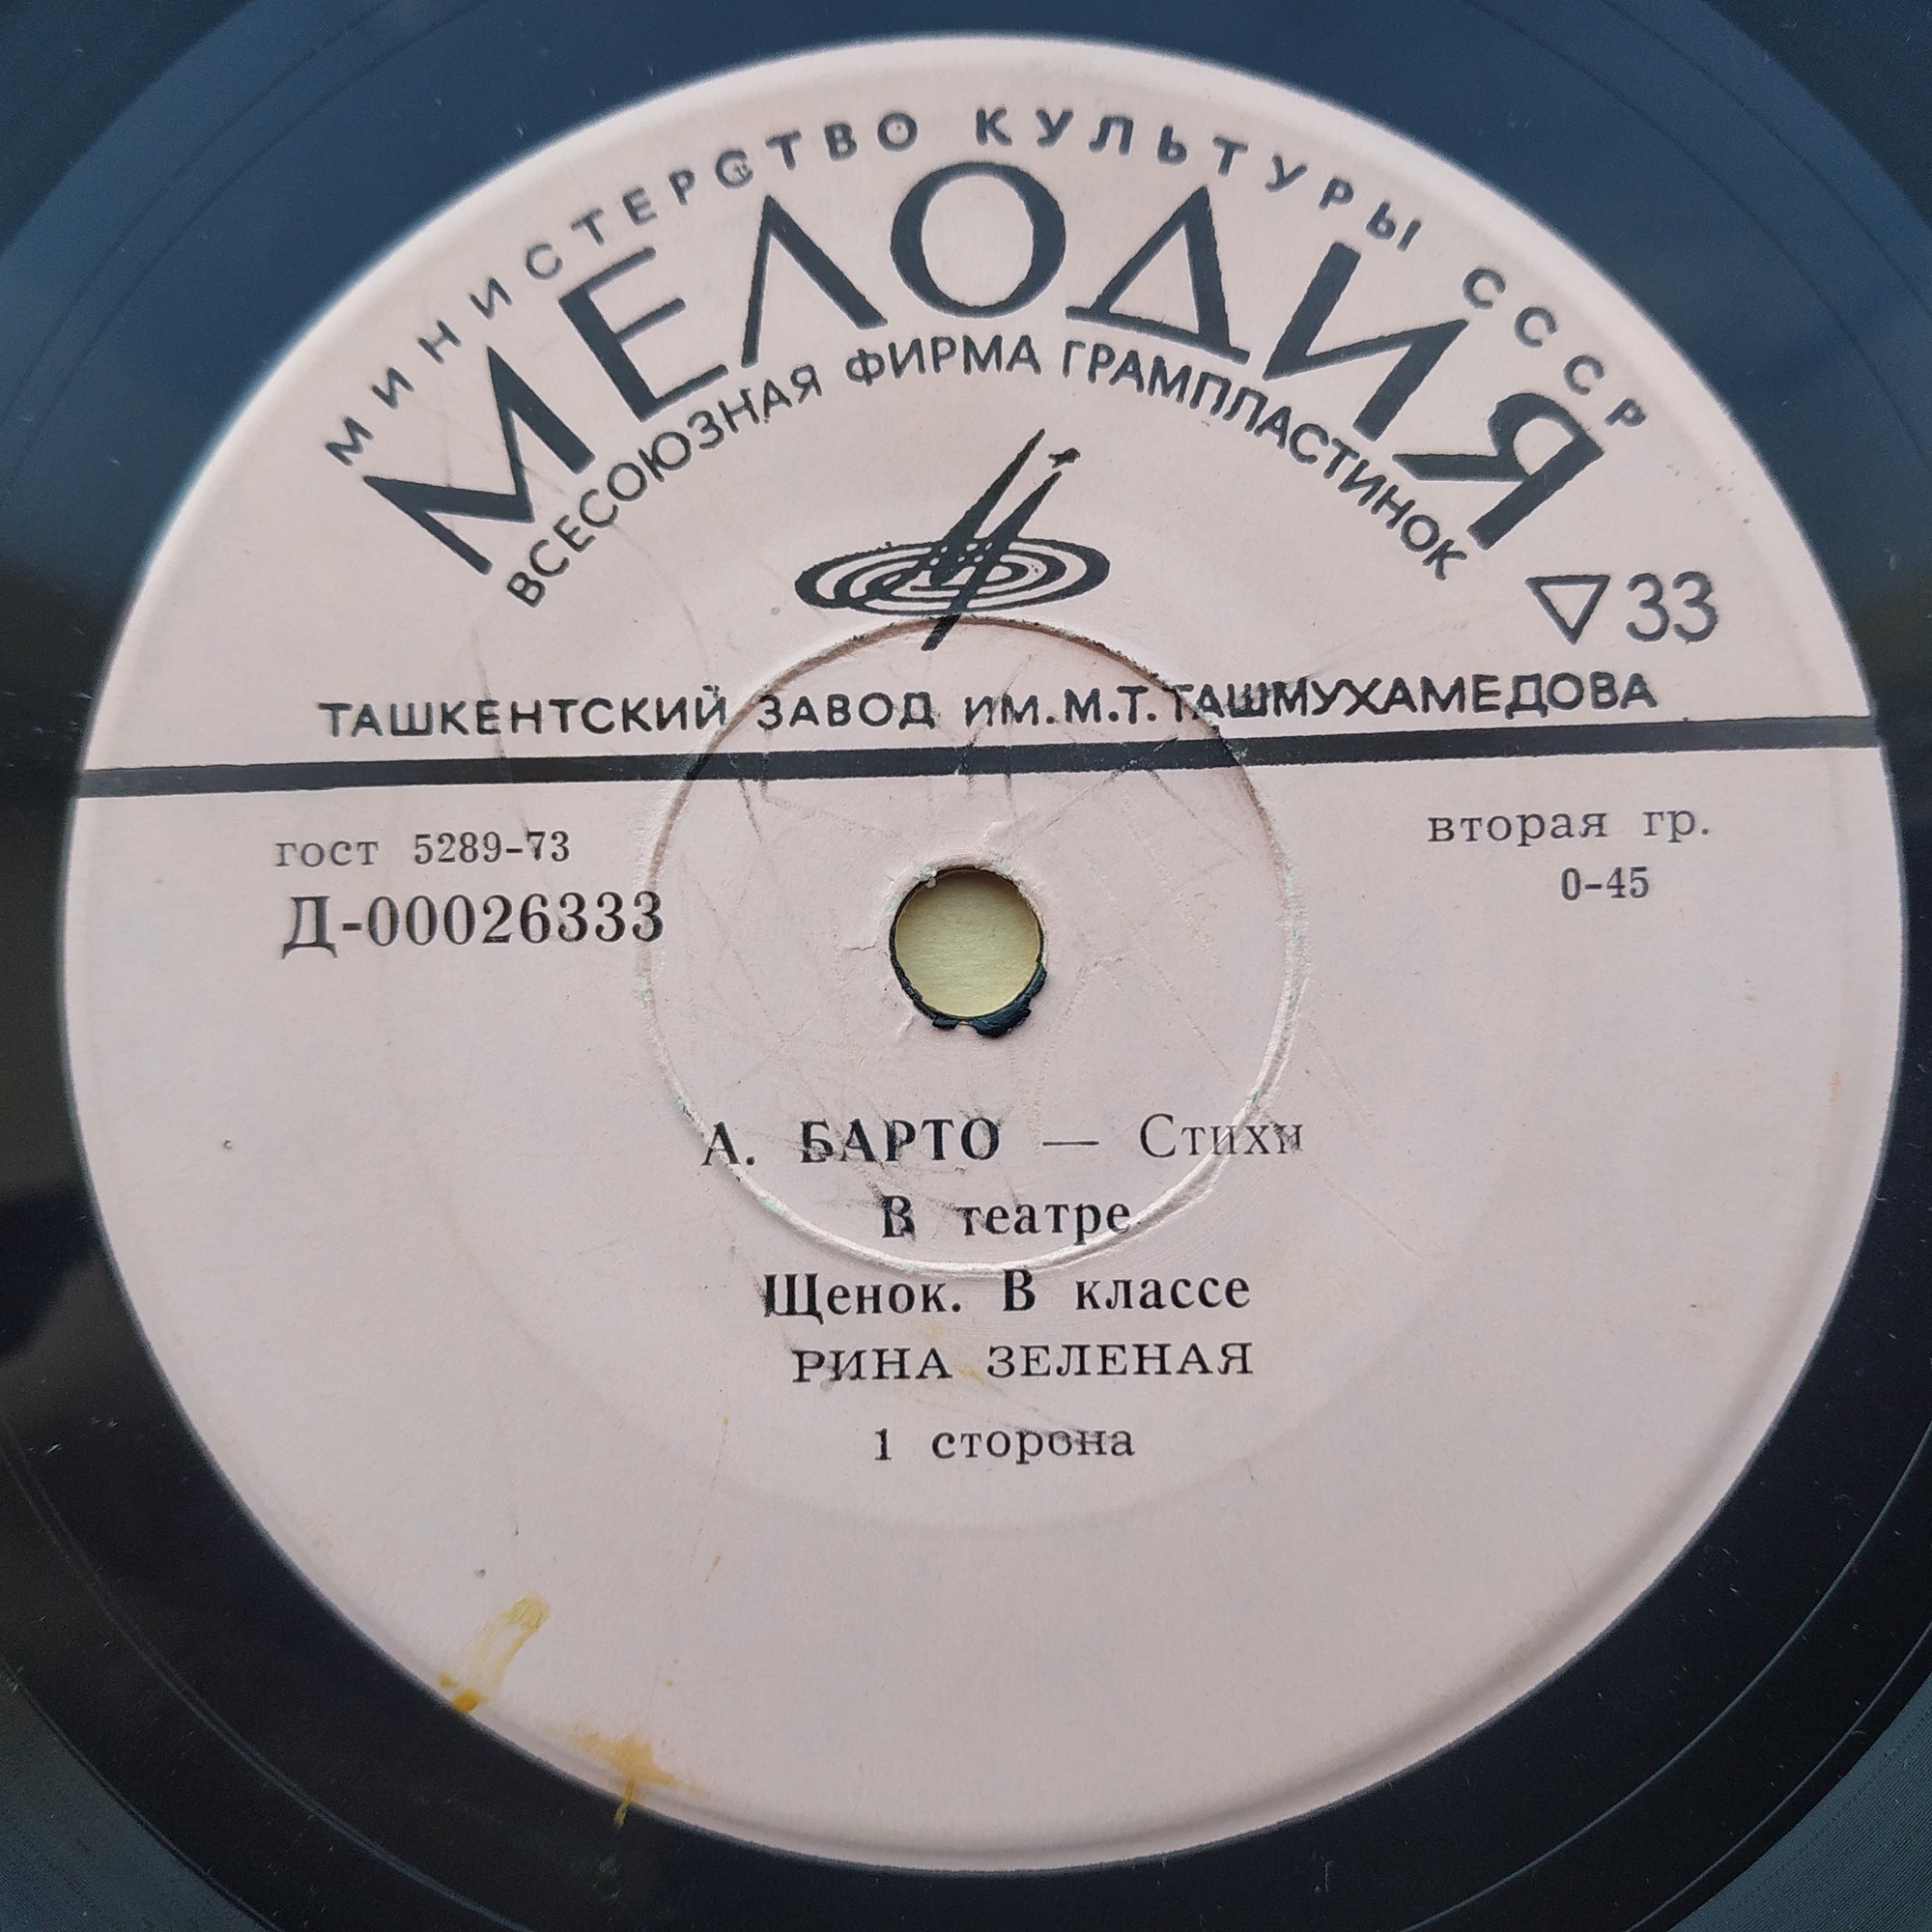 МИНИСТЕРСТВО КУЛЬТУРЫ СССР
МЕЛОДИЯ
ВСЕСОЮЗНАЯ ФИРМА ГРАМПЛАСТИНОК
▽33
ТАШКЕНТСКИЙ ЗАВОД ИМ. М.Т. ТАШМУХАМЕДОВА
гост 5289-73
вторая гр.
Д-00026333
0-45
А. БАРТО — Стихи
В театре
Щенок. В классе
РИНА ЗЕЛЕНАЯ
1 сторона